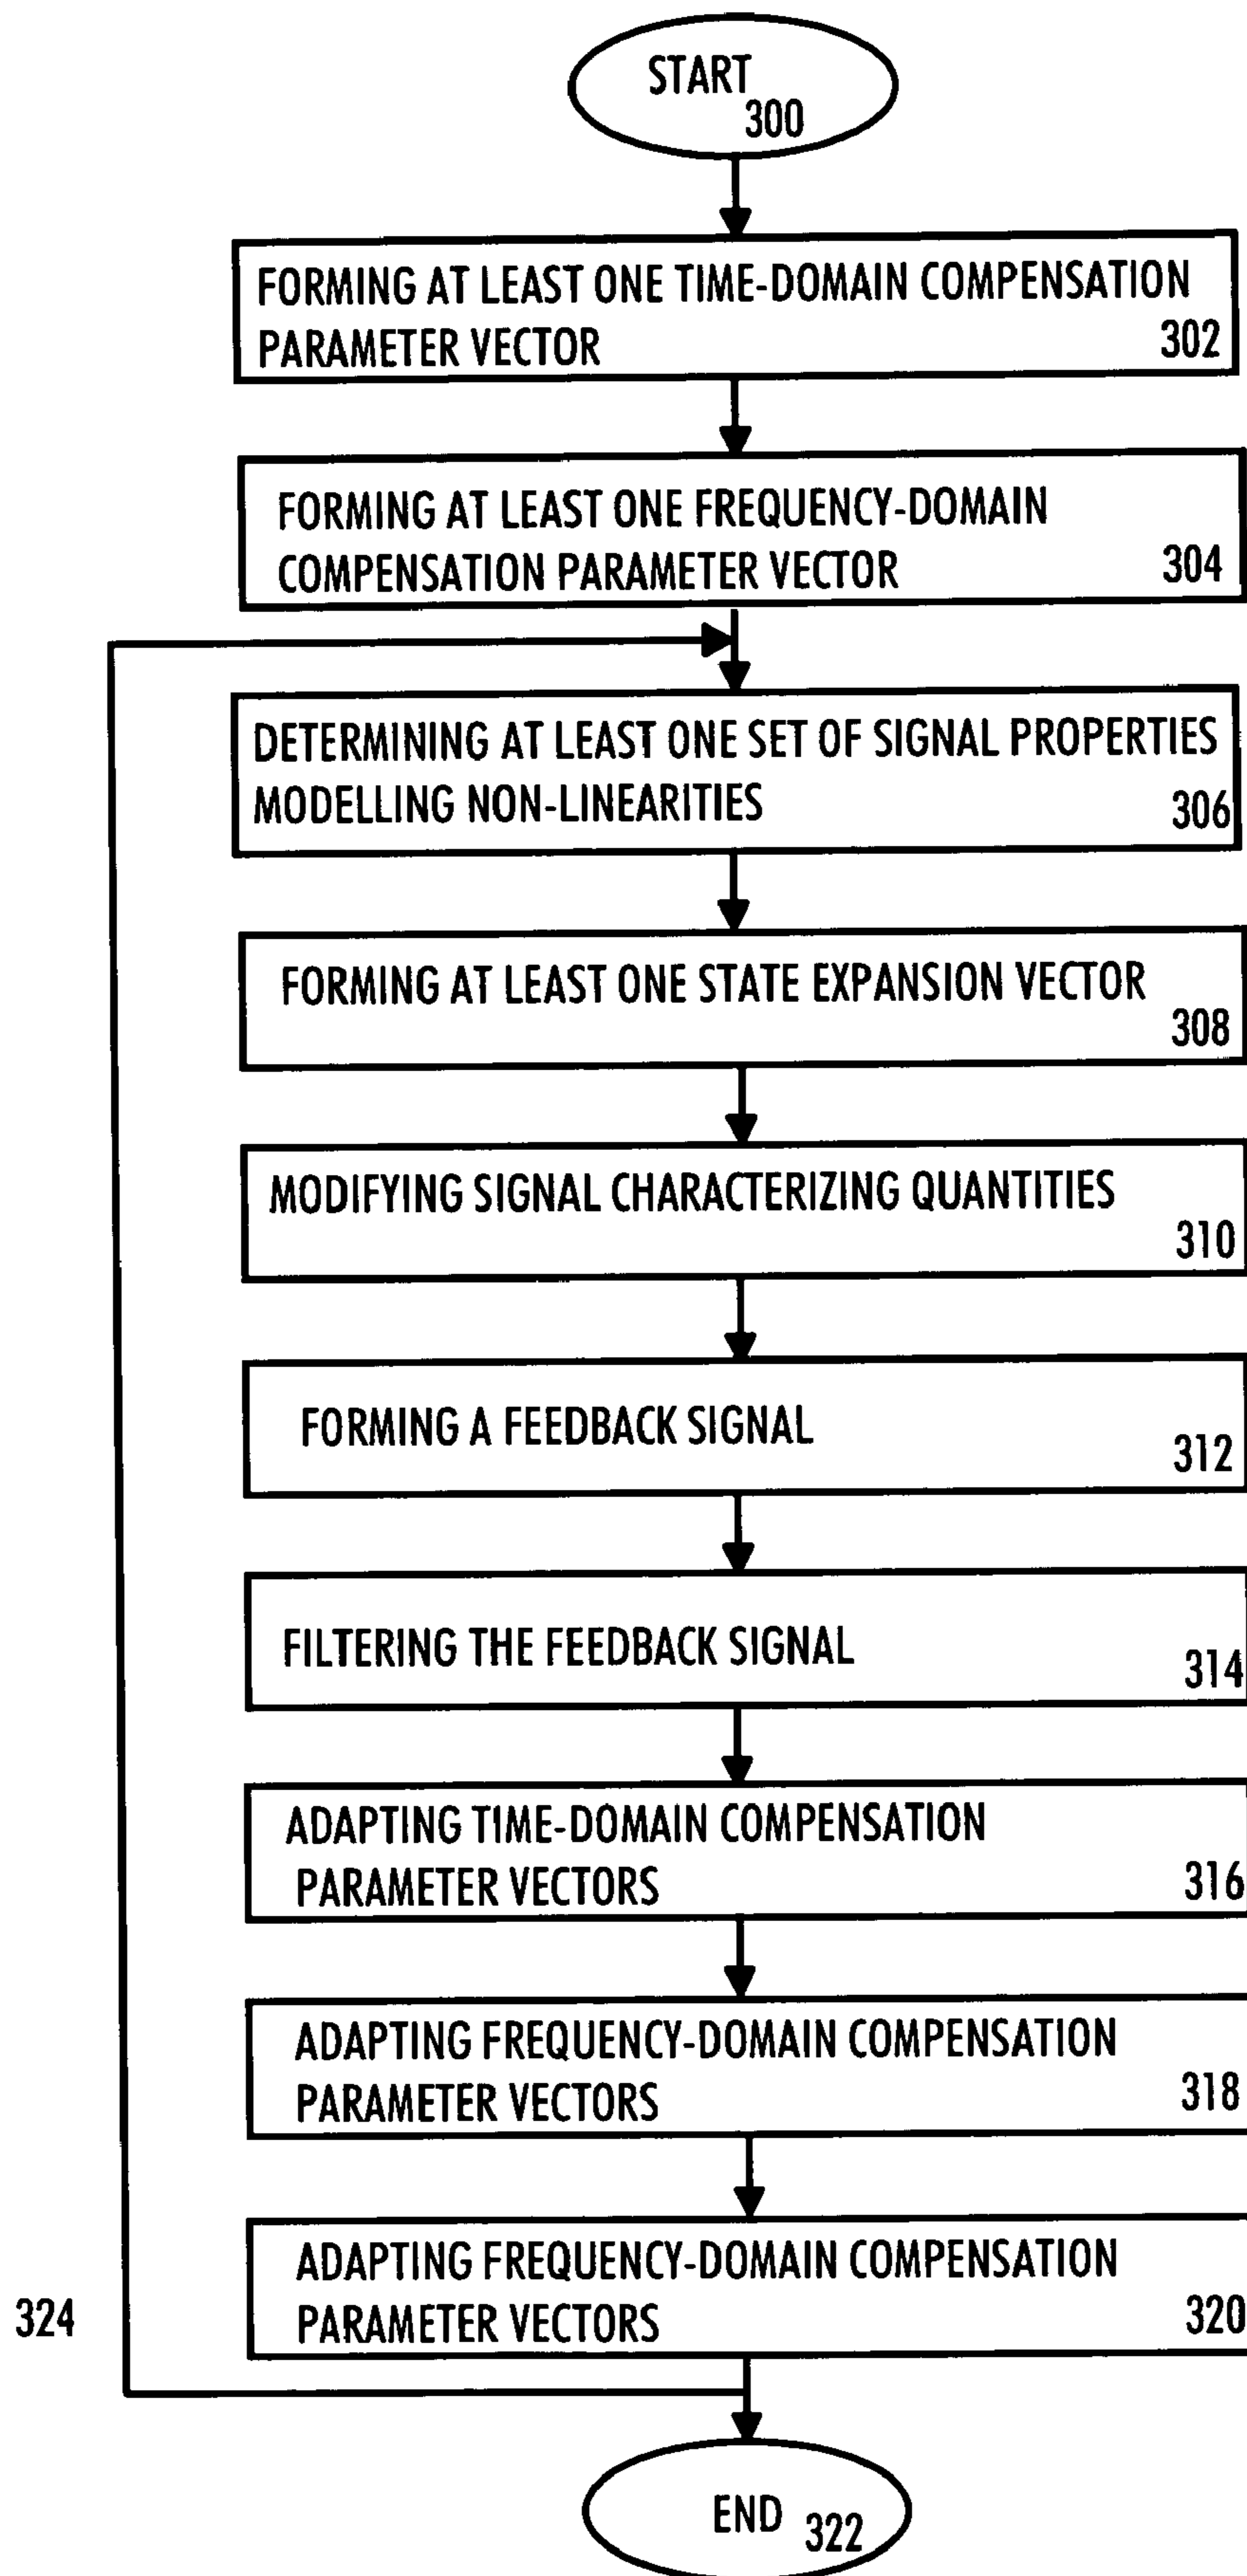 START
300
FORMING AT LEAST ONE TIME-DOMAIN COMPENSATION
PARAMETER VECTOR 302
FORMING AT LEAST ONE FREQUENCY-DOMAIN
COMPENSATION PARAMETER VECTOR 304
DETERMINING AT LEAST ONE SET OF SIGNAL PROPERTIES
MODELLING NON-LINEARITIES 306
FORMING AT LEAST ONE STATE EXPANSION VECTOR
308
MODIFYING SIGNAL CHARACTERIZING QUANTITIES
310
FORMING A FEEDBACK SIGNAL
312
FILTERING THE FEEDBACK SIGNAL
314
ADAPTING TIME-DOMAIN COMPENSATION
PARAMETER VECTORS 316
ADAPTING FREQUENCY-DOMAIN COMPENSATION
PARAMETER VECTORS 318
ADAPTING FREQUENCY-DOMAIN COMPENSATION
PARAMETER VECTORS 320
324
END 322